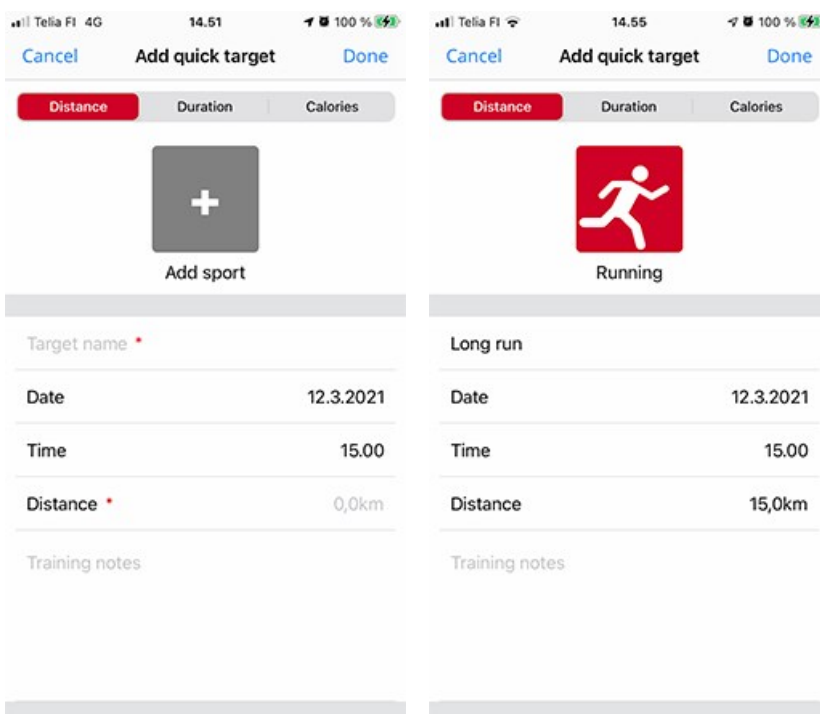 Telia FI 4G 14.51 100 %
Cancel Add quick target Done
Distance Duration Calories
+
Add sport
Target name *
Date 12.3.2021
Time 15.00
Distance * 0,0km
Training notes
Telia FI 14.55 100 %
Cancel Add quick target Done
Distance Duration Calories
Running
Long run
Date 12.3.2021
Time 15.00
Distance 15,0km
Training notes